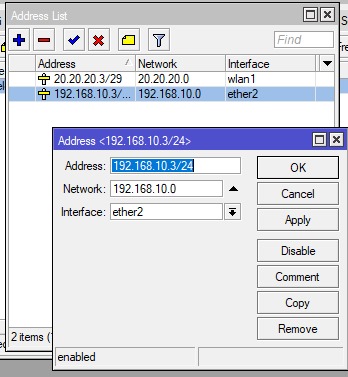 Address List
Find
Address Network Interface
20.20.20.3/29 20.20.20.0 wlan1
192.168.10.3/... 192.168.10.0 ether2
Address <192.168.10.3/24>
Address: 192.168.10.3/24 OK
Network: 192.168.10.0 Cancel
Interface: ether2 Apply
Disable
Comment
Copy
Remove
2 items (
enabled